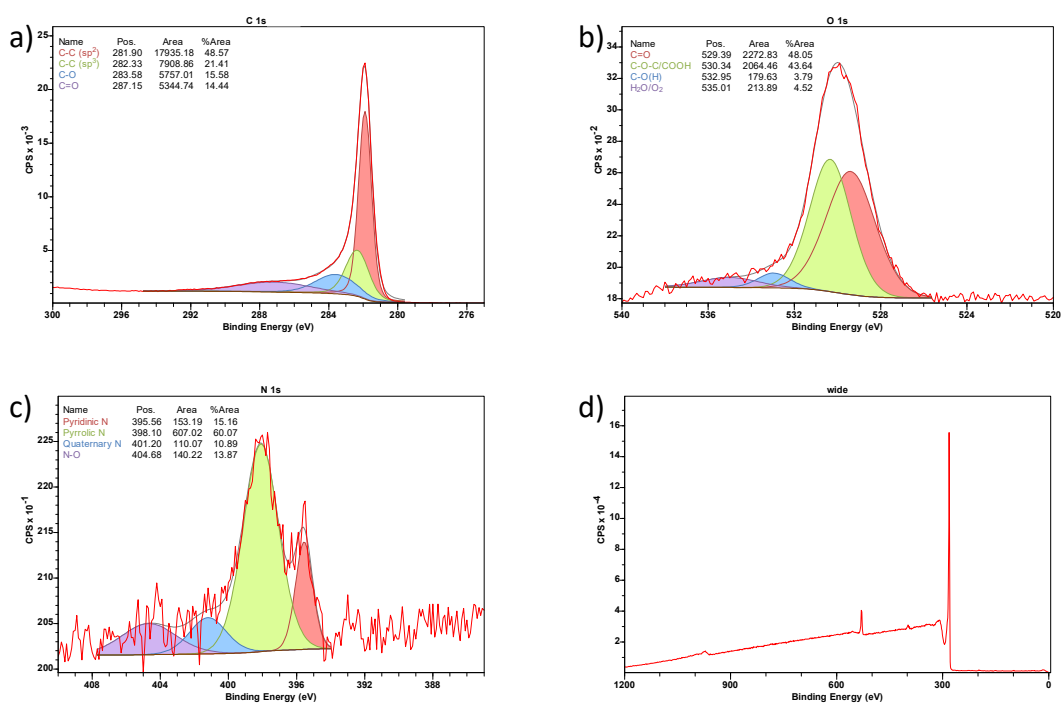 a)
C 1s
Name Pos. Area %Area
C-C (sp²) 281.90 17935.18 48.57
C-C (sp³) 282.33 7908.86 21.41
C-O 283.58 5757.01 15.58
C=O 287.15 5344.74 14.44
CPS x 10⁻³
25
20
15
10
5
300 296 292 288 284 280 276
Binding Energy (eV)
b)
O 1s
Name Pos. Area %Area
C=O 529.39 2272.83 48.05
C-O-C/COOH 530.34 2064.46 43.64
C-O(H) 532.95 179.63 3.79
H₂O/O₂ 535.01 213.89 4.52
CPS x 10⁻²
33
30
27
24
20
18
540 536 532 528 524 520
Binding Energy (eV)
c)
N 1s
Name Pos. Area %Area
Pyridinic N 395.56 153.19 15.16
Pyrrolic N 398.10 607.02 60.07
Quaternary N 401.20 110.07 10.89
N-O 404.68 140.22 13.87
CPS x 10⁻¹
225
220
215
210
205
200
408 404 400 396 392 388
Binding Energy (eV)
d)
wide
CPS x 10⁻⁴
16
14
12
10
8
6
4
2
1200 900 600 300 0
Binding Energy (eV)